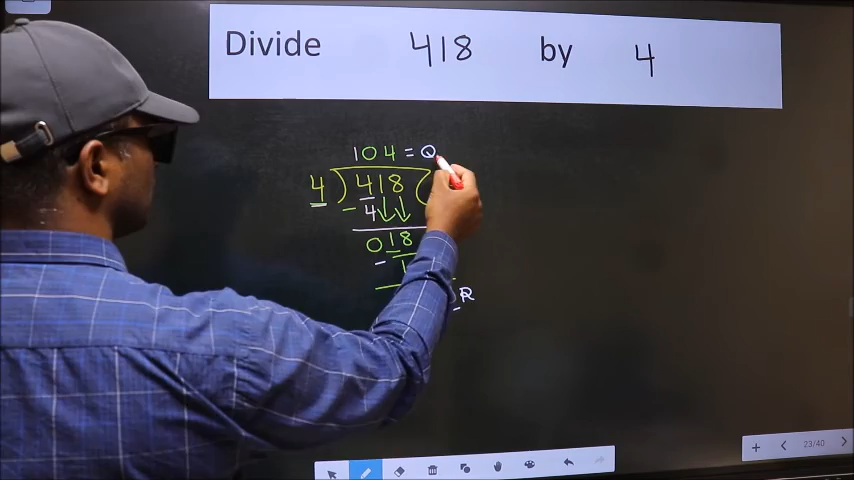 Divide 418 by 4
104 = Q
4 ) 418 (
- 4
018
- 1
R
23/40